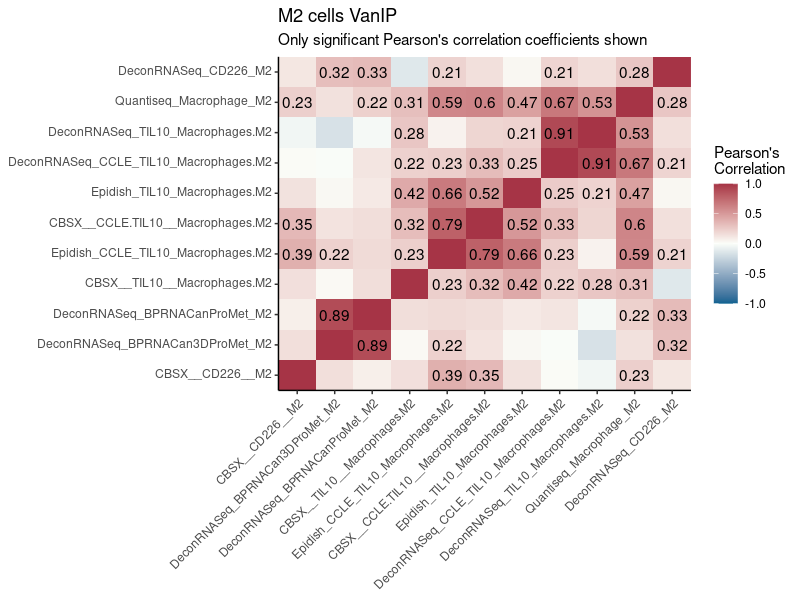 M2 cells VanIP
Only significant Pearson's correlation coefficients shown
DeconRNASeq_CD226_M2 0.32 0.33 0.21 0.21 0.28
Quantiseq_Macrophage_M2 0.23 0.22 0.31 0.59 0.6 0.47 0.67 0.53 0.28
DeconRNASeq_TIL10_Macrophages.M2 0.28 0.21 0.91 0.53
DeconRNASeq_CCLE_TIL10_Macrophages.M2 0.22 0.23 0.33 0.25 0.91 0.67 0.21
Epidish_TIL10_Macrophages.M2 0.42 0.66 0.52 0.25 0.21 0.47
CBSX__CCLE.TIL10__Macrophages.M2 0.35 0.32 0.79 0.52 0.33 0.6
Epidish_CCLE_TIL10_Macrophages.M2 0.39 0.22 0.23 0.79 0.66 0.23 0.59 0.21
CBSX__TIL10__Macrophages.M2 0.23 0.32 0.42 0.22 0.28 0.31
DeconRNASeq_BPRNACanProMet_M2 0.89 0.22 0.33
DeconRNASeq_BPRNACan3DProMet_M2 0.89 0.22 0.32
CBSX__CD226__M2 0.39 0.35 0.23
CBSX__CD226__M2
DeconRNASeq_BPRNACan3DProMet_M2
DeconRNASeq_BPRNACanProMet_M2
CBSX__TIL10__Macrophages.M2
Epidish_CCLE_TIL10_Macrophages.M2
CBSX__CCLE.TIL10__Macrophages.M2
Epidish_TIL10_Macrophages.M2
DeconRNASeq_CCLE_TIL10_Macrophages.M2
DeconRNASeq_TIL10_Macrophages.M2
Quantiseq_Macrophage_M2
DeconRNASeq_CD226_M2
Pearson's
Correlation
1.0
0.5
0.0
-0.5
-1.0